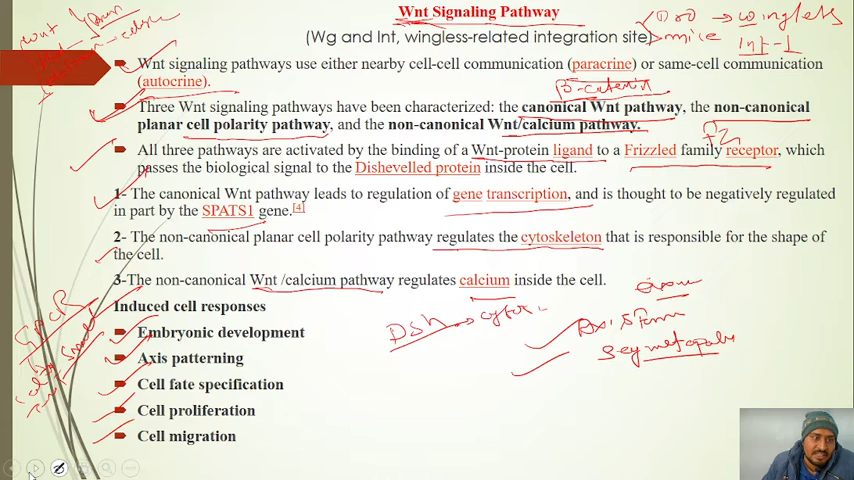 Wnt Signaling Pathway
(Wg and Int, wingless-related integration site)
→ wingless
mice Int-1
Wnt signaling pathways use either nearby cell-cell communication (paracrine) or same-cell communication
(autocrine).
β-catenin
Three Wnt signaling pathways have been characterized: the canonical Wnt pathway, the non-canonical
planar cell polarity pathway, and the non-canonical Wnt/calcium pathway.
fz
All three pathways are activated by the binding of a Wnt-protein ligand to a Frizzled family receptor, which
passes the biological signal to the Dishevelled protein inside the cell.
1- The canonical Wnt pathway leads to regulation of gene transcription, and is thought to be negatively regulated
in part by the SPATS1 gene.[4]
2- The non-canonical planar cell polarity pathway regulates the cytoskeleton that is responsible for the shape of
the cell.
3-The non-canonical Wnt /calcium pathway regulates calcium inside the cell.
Induced cell responses
GPCR
Dsh →
Embryonic development
Axis patterning
Cell fate specification
Cell proliferation
Cell migration